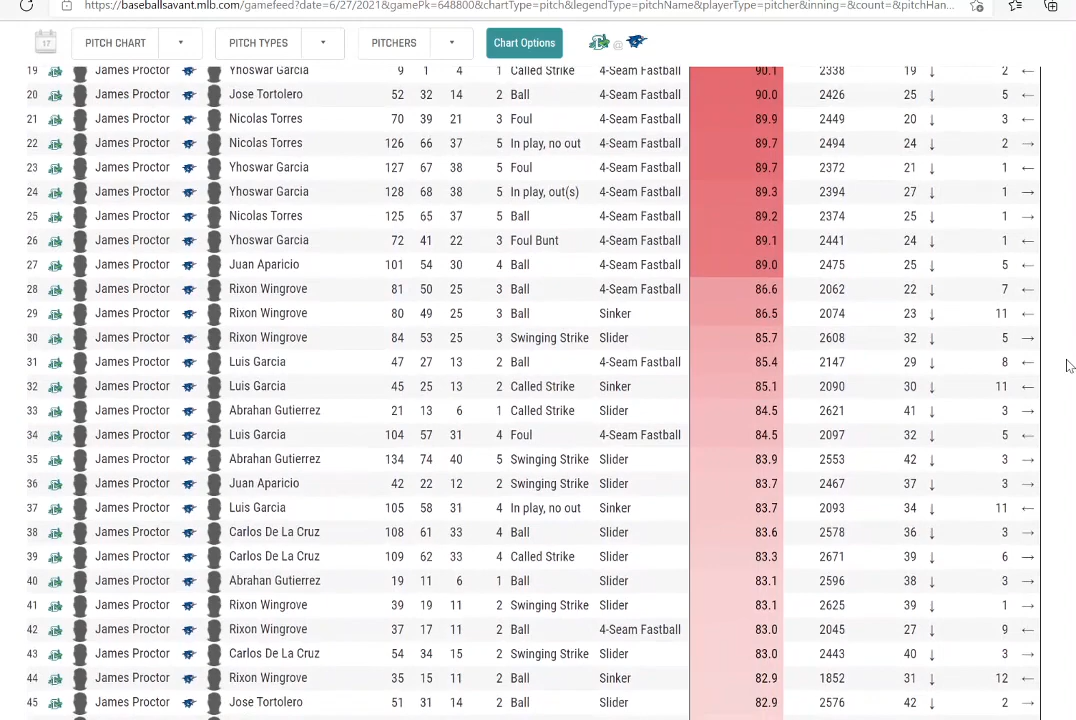 https://baseballsavant.mlb.com/gamefeed?date=6/27/2021&gamePk=648800&chartType=pitch&legendType=pitchName&playerType=pitcher&inning=&count=&pitchHan...
17 PITCH CHART PITCH TYPES PITCHERS Chart Options @
19 James Proctor Yhoswar Garcia 9 1 4 1 Called Strike 4-Seam Fastball 90.1 2338 19 ↓ 2 ←
20 James Proctor Jose Tortolero 52 32 14 2 Ball 4-Seam Fastball 90.0 2426 25 ↓ 5 ←
21 James Proctor Nicolas Torres 70 39 21 3 Foul 4-Seam Fastball 89.9 2449 20 ↓ 3 ←
22 James Proctor Nicolas Torres 126 66 37 5 In play, no out 4-Seam Fastball 89.7 2494 24 ↓ 2 →
23 James Proctor Yhoswar Garcia 127 67 38 5 Foul 4-Seam Fastball 89.7 2372 21 ↓ 1 ←
24 James Proctor Yhoswar Garcia 128 68 38 5 In play, out(s) 4-Seam Fastball 89.3 2394 27 ↓ 1 →
25 James Proctor Nicolas Torres 125 65 37 5 Ball 4-Seam Fastball 89.2 2374 25 ↓ 1 →
26 James Proctor Yhoswar Garcia 72 41 22 3 Foul Bunt 4-Seam Fastball 89.1 2441 24 ↓ 1 ←
27 James Proctor Juan Aparicio 101 54 30 4 Ball 4-Seam Fastball 89.0 2475 25 ↓ 5 ←
28 James Proctor Rixon Wingrove 81 50 25 3 Ball 4-Seam Fastball 86.6 2062 22 ↓ 7 ←
29 James Proctor Rixon Wingrove 80 49 25 3 Ball Sinker 86.5 2074 23 ↓ 11 ←
30 James Proctor Rixon Wingrove 84 53 25 3 Swinging Strike Slider 85.7 2608 32 ↓ 5 →
31 James Proctor Luis Garcia 47 27 13 2 Ball 4-Seam Fastball 85.4 2147 29 ↓ 8 ←
32 James Proctor Luis Garcia 45 25 13 2 Called Strike Sinker 85.1 2090 30 ↓ 11 ←
33 James Proctor Abrahan Gutierrez 21 13 6 1 Called Strike Slider 84.5 2621 41 ↓ 3 →
34 James Proctor Luis Garcia 104 57 31 4 Foul 4-Seam Fastball 84.5 2097 32 ↓ 5 ←
35 James Proctor Abrahan Gutierrez 134 74 40 5 Swinging Strike Slider 83.9 2553 42 ↓ 3 →
36 James Proctor Juan Aparicio 42 22 12 2 Swinging Strike Slider 83.7 2467 37 ↓ 3 →
37 James Proctor Luis Garcia 105 58 31 4 In play, no out Sinker 83.7 2093 34 ↓ 11 ←
38 James Proctor Carlos De La Cruz 108 61 33 4 Ball Slider 83.6 2578 36 ↓ 3 →
39 James Proctor Carlos De La Cruz 109 62 33 4 Called Strike Slider 83.3 2671 39 ↓ 6 →
40 James Proctor Abrahan Gutierrez 19 11 6 1 Ball Slider 83.1 2596 38 ↓ 3 →
41 James Proctor Rixon Wingrove 39 19 11 2 Swinging Strike Slider 83.1 2625 39 ↓ 1 →
42 James Proctor Rixon Wingrove 37 17 11 2 Ball 4-Seam Fastball 83.0 2045 27 ↓ 9 ←
43 James Proctor Carlos De La Cruz 54 34 15 2 Swinging Strike Slider 83.0 2443 40 ↓ 3 →
44 James Proctor Rixon Wingrove 35 15 11 2 Ball Sinker 82.9 1852 31 ↓ 12 ←
45 James Proctor Jose Tortolero 51 31 14 2 Ball Slider 82.9 2576 42 ↓ 2 →